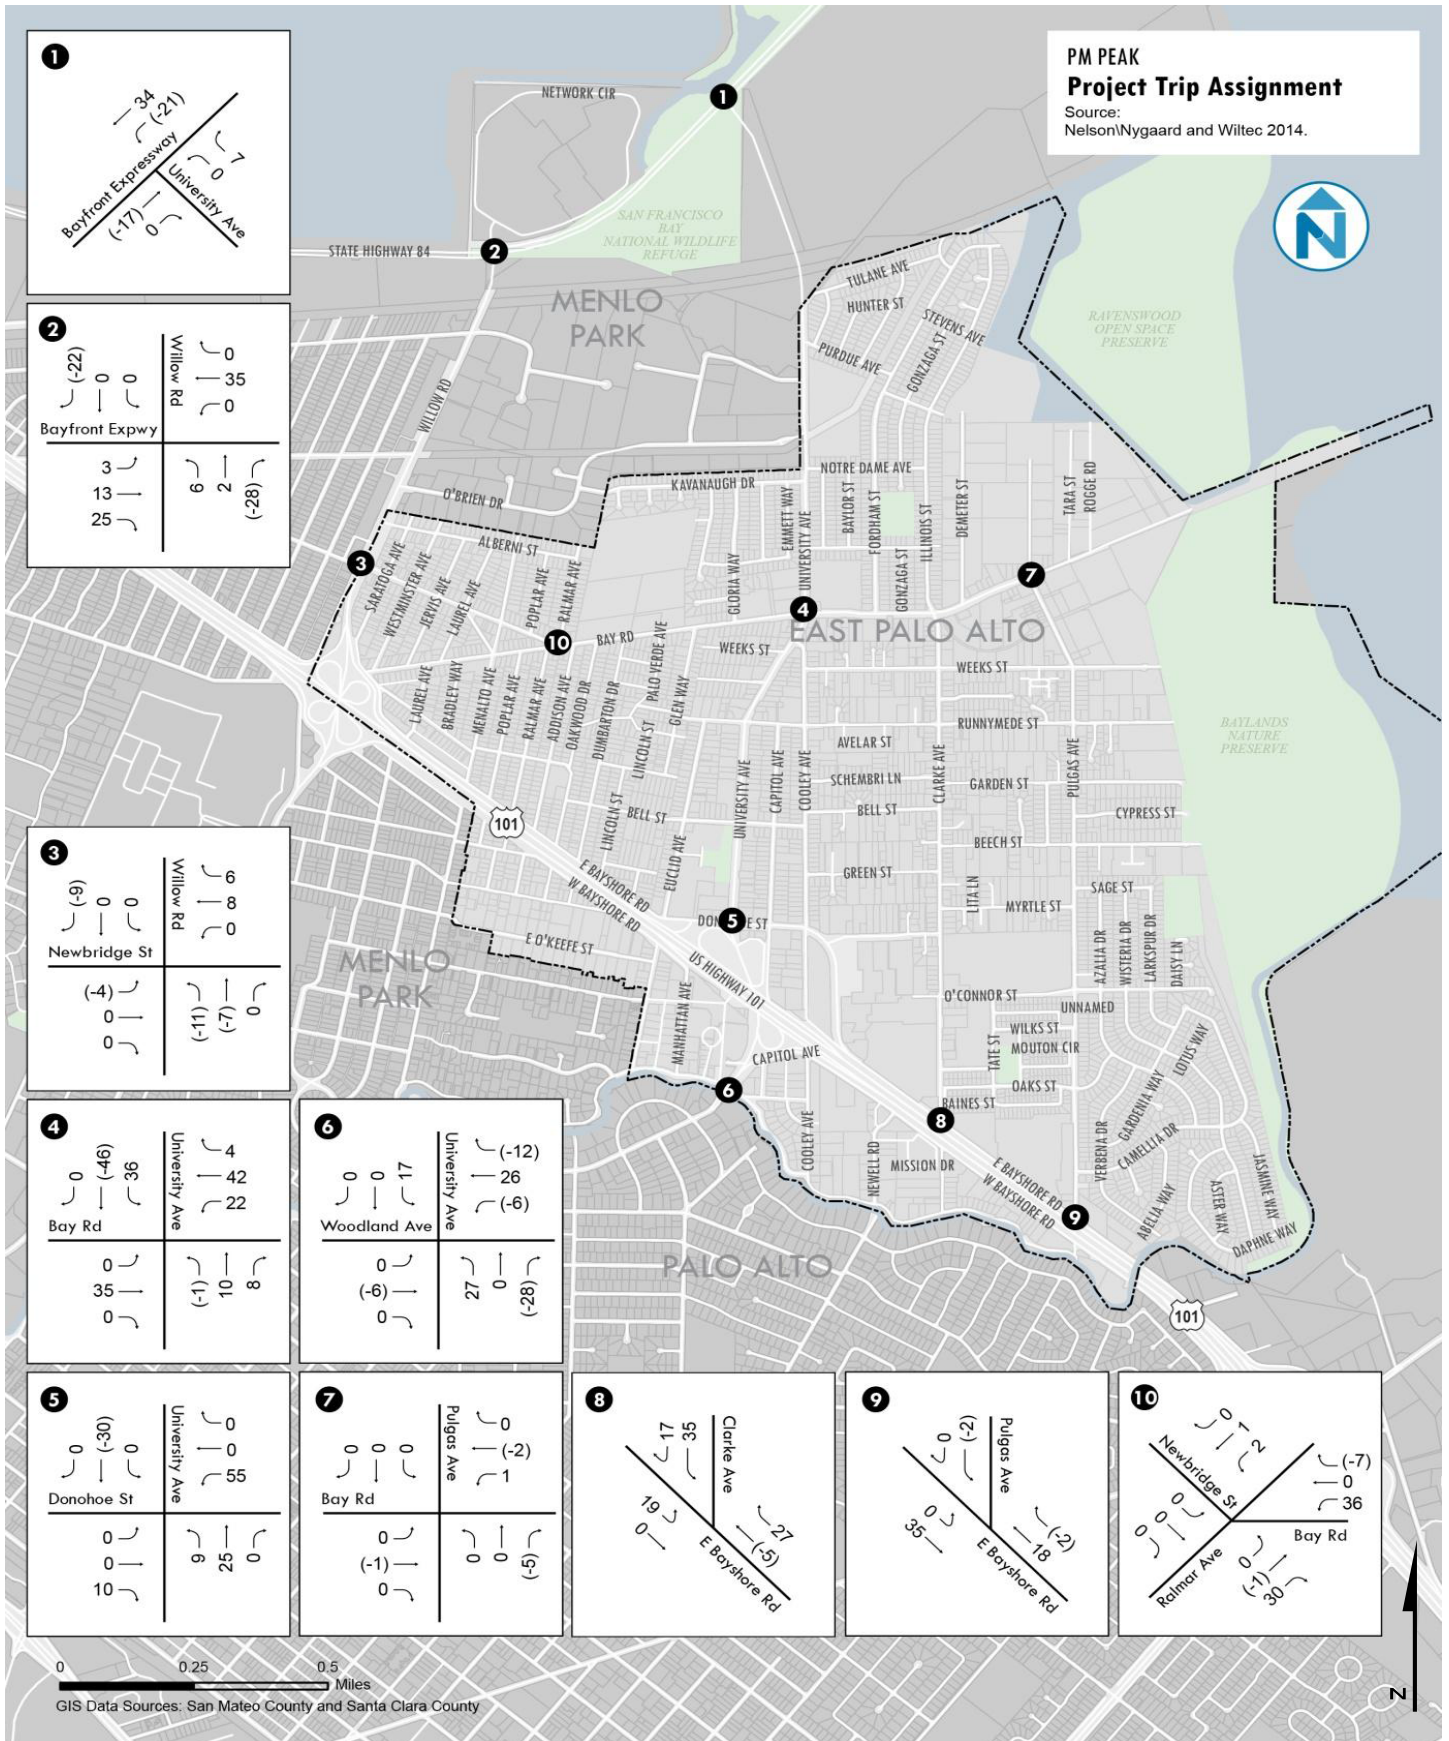 PM PEAK
Project Trip Assignment
Source:
Nelson\Nygaard and Wiltec 2014.
N
1
34
(-21)
Bayfront Expressway
7
0
University Ave
(-17)
0
2
(-22)
0
0
Willow Rd
0
35
0
Bayfront Expwy
3
13
25
9
2
(-28)
3
(-9)
0
0
Willow Rd
6
8
0
Newbridge St
(-4)
0
0
(-11)
(-7)
0
4
0
(-46)
36
University Ave
4
42
22
Bay Rd
0
35
0
(-1)
10
8
5
0
(-30)
0
University Ave
0
0
55
Donohoe St
0
0
10
9
25
0
6
0
0
17
University Ave
(-12)
26
(-6)
Woodland Ave
0
(-6)
0
27
0
(-28)
7
0
0
0
Pulgas Ave
0
(-2)
1
Bay Rd
0
(-1)
0
0
0
(-5)
8
17
35
Clarke Ave
19
0
27
(-5)
E Bayshore Rd
9
0
(-2)
Pulgas Ave
0
35
(-2)
18
E Bayshore Rd
10
0
1
2
Newbridge St
(-7)
0
36
Bay Rd
0
0
0
Ralmar Ave
0
(-1)
30
NETWORK CIR
1
SAN FRANCISCO
BAY
NATIONAL WILDLIFE
REFUGE
STATE HIGHWAY 84
2
MENLO
PARK
WILLOW RD
TULANE AVE
HUNTER ST
STEVENS AVE
PURDUE AVE
GONZAGA ST
RAVENSWOOD
OPEN SPACE
PRESERVE
O'BRIEN DR
KAVANAUGH DR
NOTRE DAME AVE
EMMETT WAY
UNIVERSITY AVE
BAYLOR ST
FORDHAM ST
GONZAGA ST
ILLINOIS ST
DEMETER ST
TARA ST
ROGGE RD
ALBERNI ST
3
SARATOGA AVE
WESTMINSTER AVE
JERVIS AVE
LAUREL AVE
POPLAR AVE
RALMAR AVE
GLORIA WAY
7
4
EAST PALO ALTO
10
BAY RD
WEEKS ST
WEEKS ST
LAUREL AVE
BRADLEY WAY
MENALTO AVE
POPLAR AVE
RALMAR AVE
ADDISON AVE
OAKWOOD DR
DUMBARTON DR
LINCOLN ST
PALO VERDE AVE
GLEN WAY
RUNNYMEDE ST
AVELAR ST
BAYLANDS
NATURE
PRESERVE
UNIVERSITY AVE
CAPITOL AVE
COOLEY AVE
SCHEMBRI LN
CLARKE AVE
GARDEN ST
PULGAS AVE
101
LINCOLN ST
BELL ST
BELL ST
CYPRESS ST
BEECH ST
E BAYSHORE RD
W BAYSHORE RD
EUCLID AVE
GREEN ST
LITA LN
SAGE ST
MYRTLE ST
5
DON
E ST
E O'KEEFE ST
MENLO
PARK
US HIGHWAY 101
AZALIA DR
WISTERIA DR
LARKSPUR DR
DAISY LN
O'CONNOR ST
UNNAMED
MANHATTAN AVE
WILKS ST
MOUTON CIR
TATE ST
LOTUS WAY
CAPITOL AVE
6
OAKS ST
BAINES ST
GARDENIA WAY
8
COOLEY AVE
NEWELL RD
MISSION DR
VERBENA DR
CAMELLIA DR
E BAYSHORE RD
W BAYSHORE RD
9
ABELIA WAY
ASTER WAY
JASMINE WAY
DAPHNE WAY
PALO ALTO
101
0
0.25
0.5
Miles
GIS Data Sources: San Mateo County and Santa Clara County
N